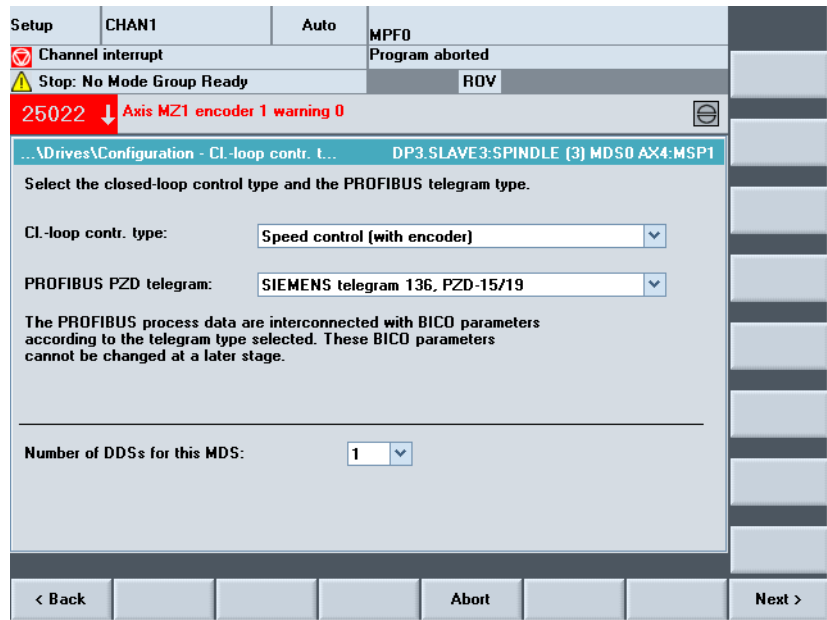 Setup CHAN1 Auto MPF0
Channel interrupt Program aborted
Stop: No Mode Group Ready ROV
25022 Axis MZ1 encoder 1 warning 0
...\Drives\Configuration - Cl.-loop contr. t... DP3.SLAVE3:SPINDLE (3) MDS0 AX4:MSP1
Select the closed-loop control type and the PROFIBUS telegram type.
Cl.-loop contr. type: Speed control (with encoder)
PROFIBUS PZD telegram: SIEMENS telegram 136, PZD-15/19
The PROFIBUS process data are interconnected with BICO parameters
according to the telegram type selected. These BICO parameters
cannot be changed at a later stage.
Number of DDSs for this MDS: 1
< Back Abort Next >